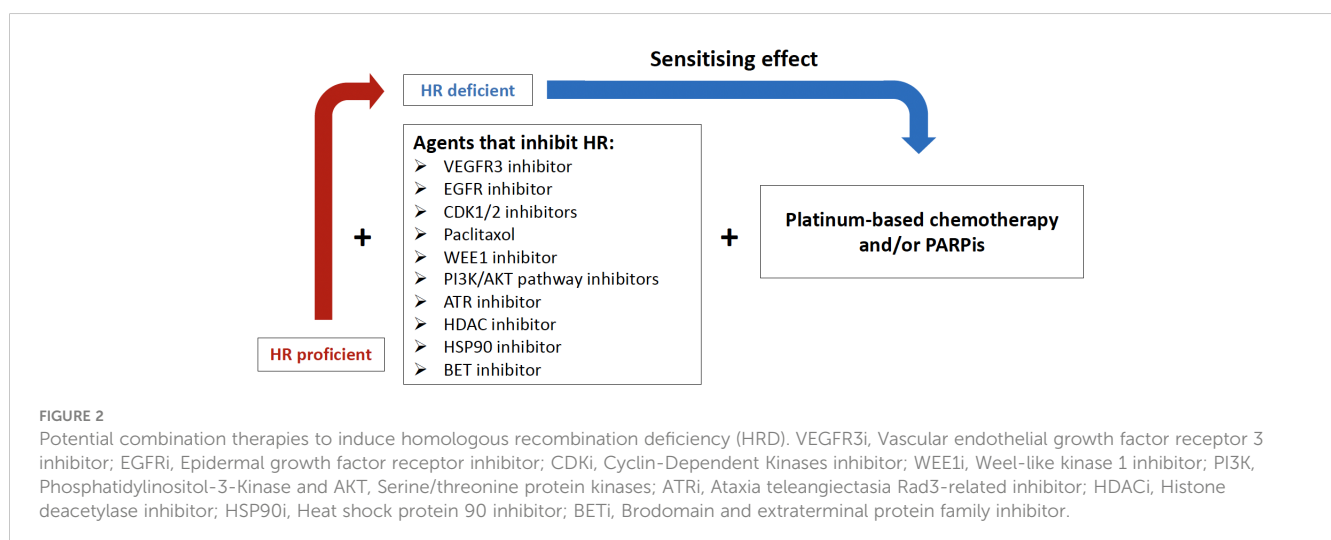 Sensitising effect
HR deficient
Agents that inhibit HR:
➢ VEGFR3 inhibitor
➢ EGFR inhibitor
➢ CDK1/2 inhibitors
➢ Paclitaxol
➢ WEE1 inhibitor
➢ PI3K/AKT pathway inhibitors
➢ ATR inhibitor
➢ HDAC inhibitor
➢ HSP90 inhibitor
➢ BET inhibitor
+
+
Platinum-based chemotherapy
and/or PARPis
HR proficient
FIGURE 2
Potential combination therapies to induce homologous recombination deficiency (HRD). VEGFR3i, Vascular endothelial growth factor receptor 3
inhibitor; EGFRi, Epidermal growth factor receptor inhibitor; CDKi, Cyclin-Dependent Kinases inhibitor; WEE1i, Weel-like kinase 1 inhibitor; PI3K,
Phosphatidylinositol-3-Kinase and AKT, Serine/threonine protein kinases; ATRi, Ataxia teleangiectasia Rad3-related inhibitor; HDACi, Histone
deacetylase inhibitor; HSP90i, Heat shock protein 90 inhibitor; BETi, Brodomain and extraterminal protein family inhibitor.